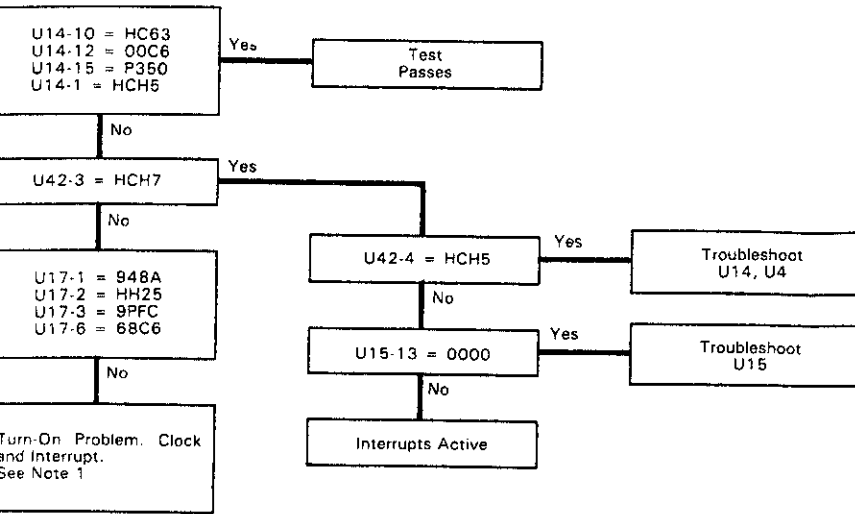 U14-10 = HC63
U14-12 = 00C6
U14-15 = P350
U14-1 = HCH5
Yes
Test
Passes
No
U42-3 = HCH7
Yes
No
U42-4 = HCH5
Yes
Troubleshoot
U14, U4
No
U17-1 = 948A
U17-2 = HH25
U17-3 = 9PFC
U17-6 = 68C6
U15-13 = 0000
Yes
Troubleshoot
U15
No
No
Turn-On Problem. Clock
and Interrupt.
See Note 1
Interrupts Active